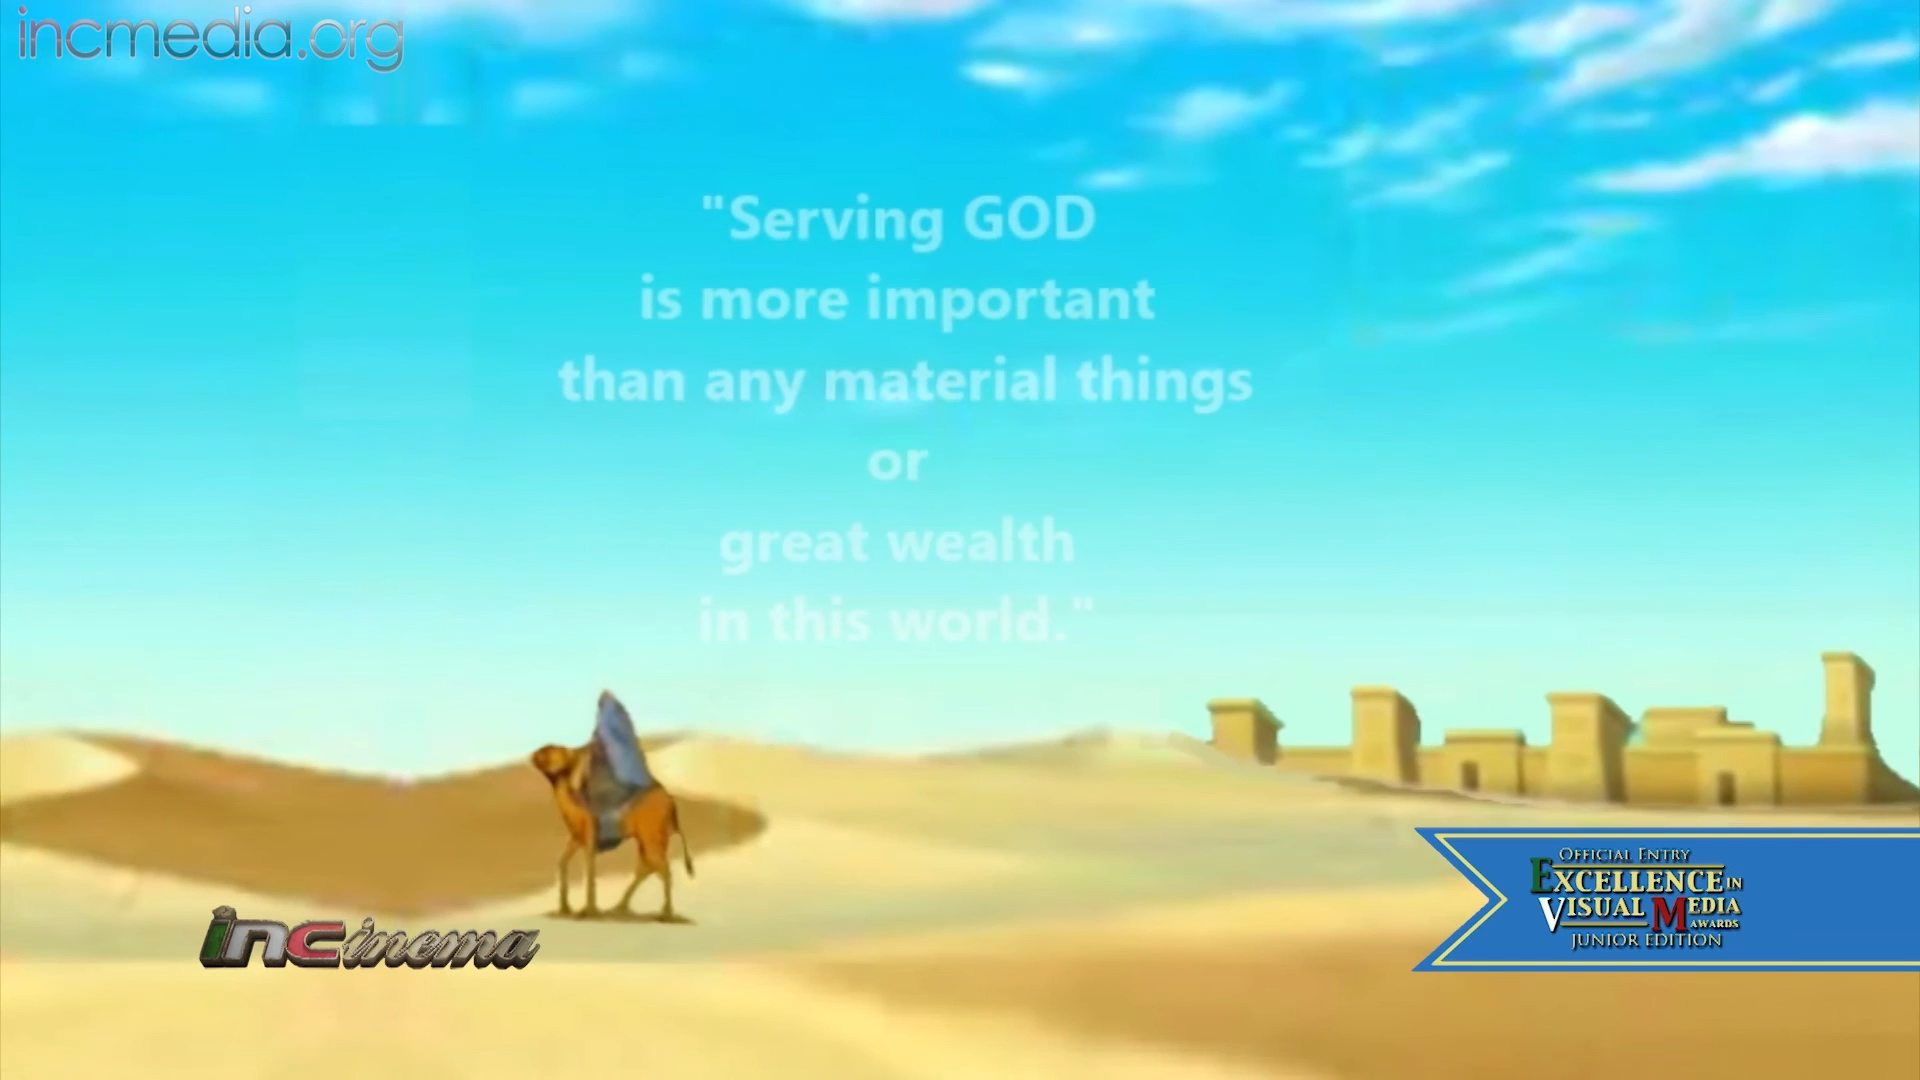 incmedia.org
"Serving GOD
is more important
than any material things
or
great wealth
in this world."
INCinema
OFFICIAL ENTRY
EXCELLENCE IN
VISUAL MEDIA
AWARDS
JUNIOR EDITION